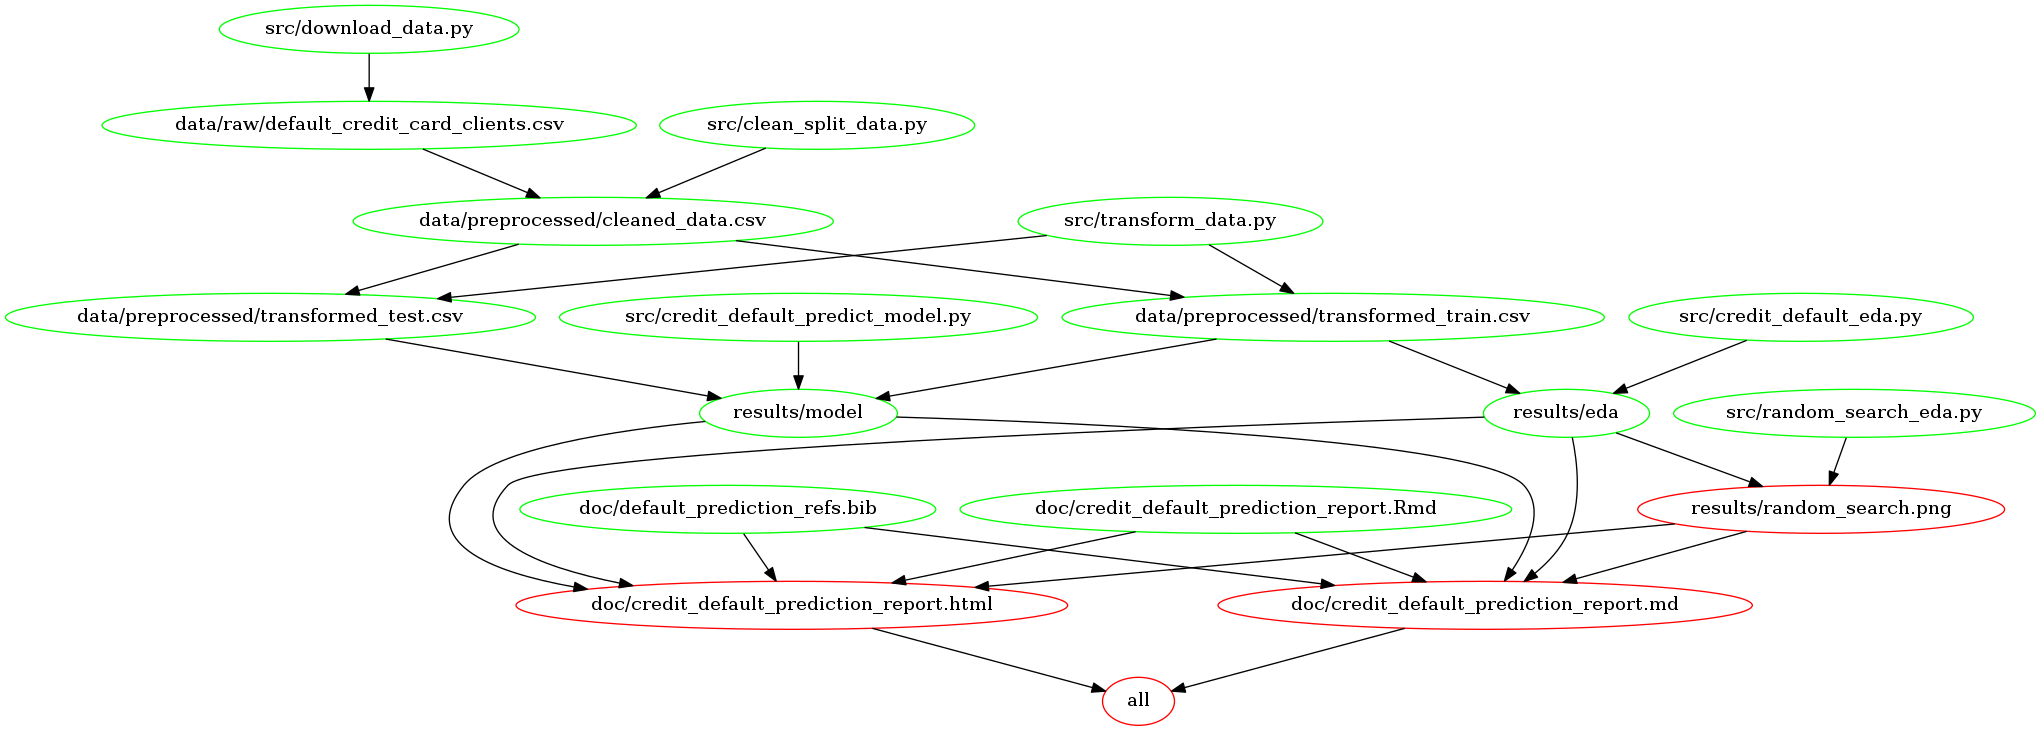 src/download_data.py
data/raw/default_credit_card_clients.csv
src/clean_split_data.py
data/preprocessed/cleaned_data.csv
src/transform_data.py
data/preprocessed/transformed_test.csv
src/credit_default_predict_model.py
data/preprocessed/transformed_train.csv
src/credit_default_eda.py
results/model
results/eda
src/random_search_eda.py
doc/default_prediction_refs.bib
doc/credit_default_prediction_report.Rmd
results/random_search.png
doc/credit_default_prediction_report.html
doc/credit_default_prediction_report.md
all